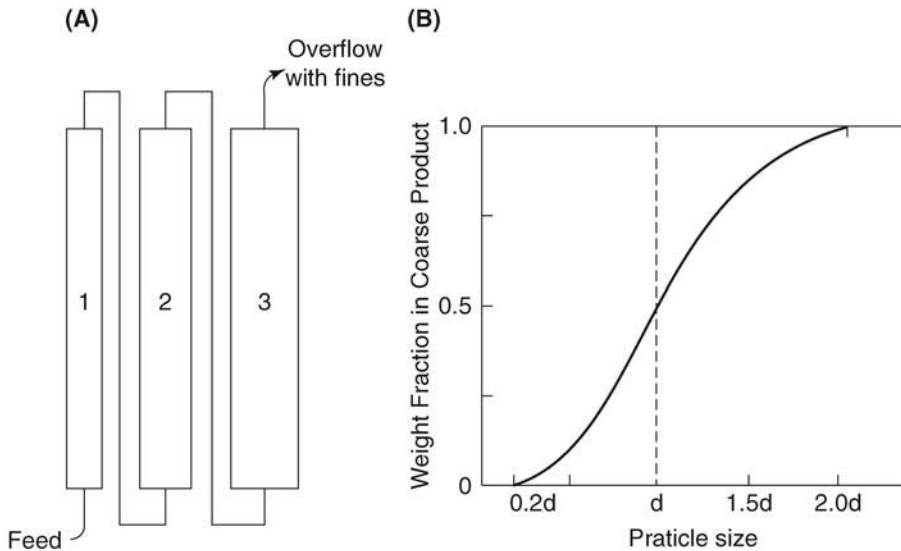 (A)
Overflow
with fines
1
2
3
Feed
(B)
Weight Fraction in Coarse Product
1.0
0.5
0
0.2d
d
1.5d
2.0d
Praticle size